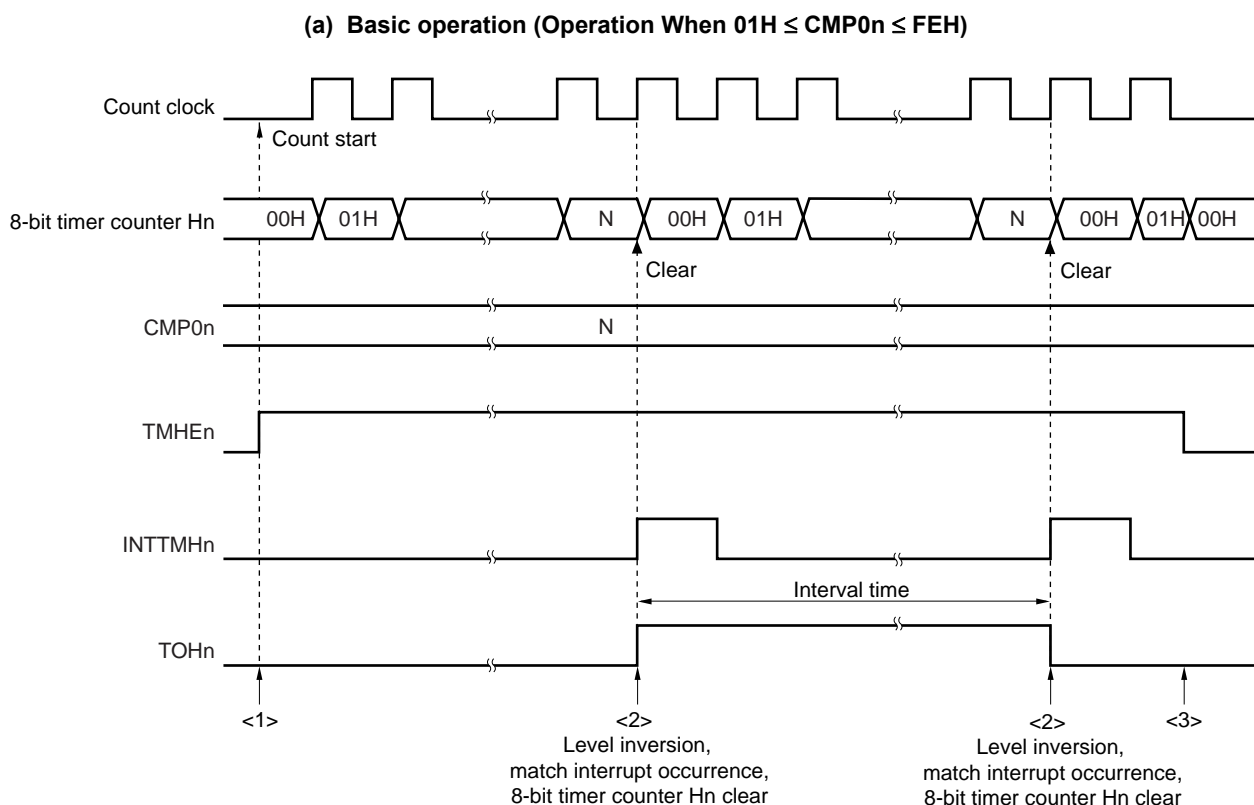 (a) Basic operation (Operation When 01H ≤ CMP0n ≤ FEH)
Count clock
Count start
8-bit timer counter Hn
00H 01H N 00H 01H N 00H 01H 00H
Clear Clear
CMP0n
N
TMHEn
INTTMHn
Interval time
TOHn
<1> <2> <2> <3>
Level inversion,
match interrupt occurrence,
8-bit timer counter Hn clear
Level inversion,
match interrupt occurrence,
8-bit timer counter Hn clear